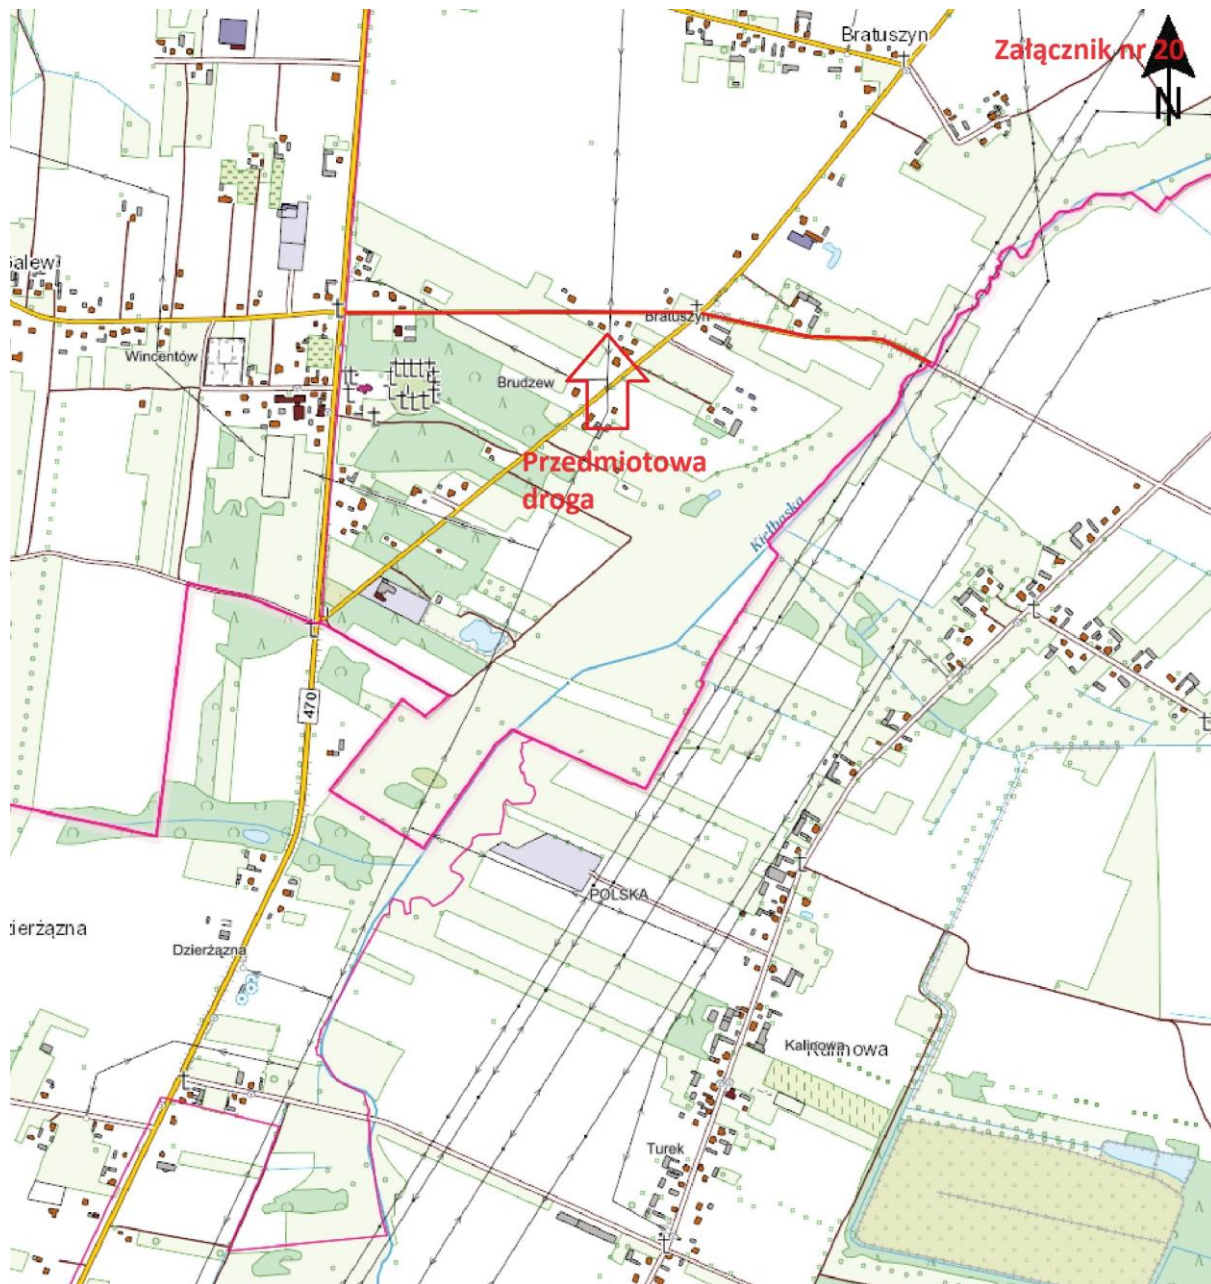 Bratuszyn
Załącznik nr 20
N
Galew
Bratuszyn
Wincentów
Brudzew
Przedmiotowa
droga
Kiełbaska
470
POLSKA
Dzierżązna
Dzierżązna
Kalinowa
Kalinowa
Turek